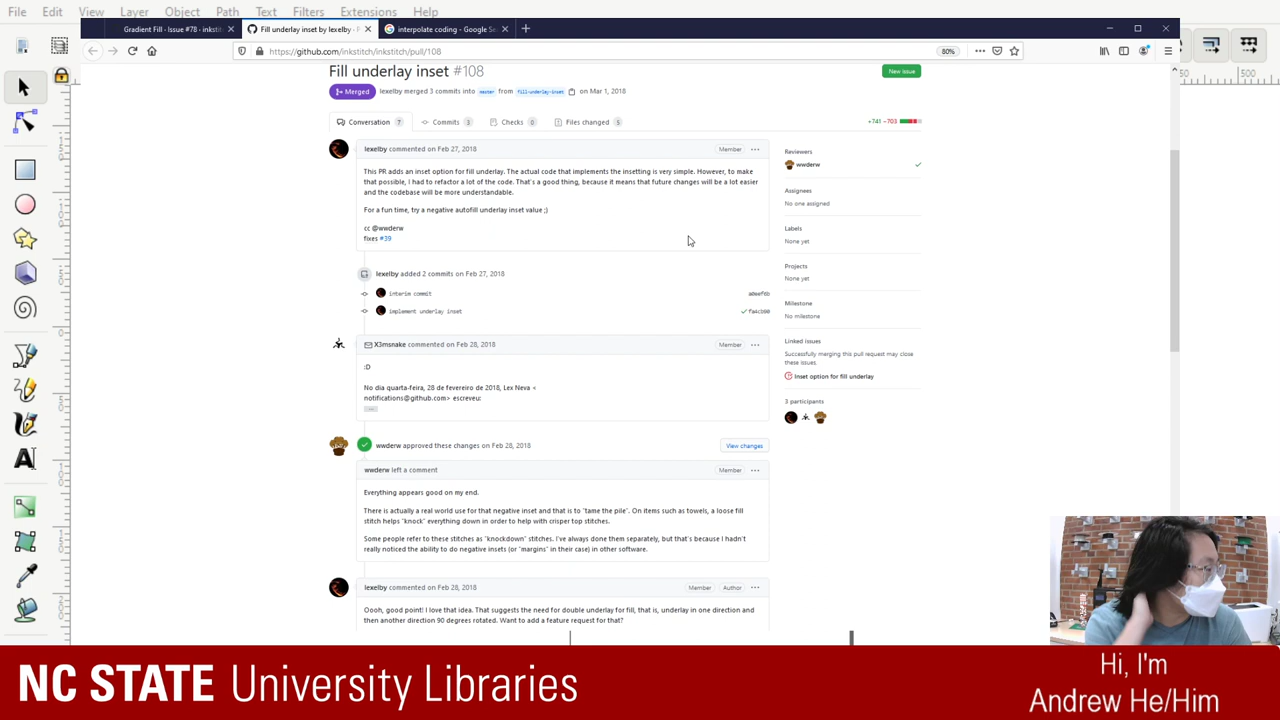 Gradient Fill · Issue #78 · inkstit
Fill underlay inset by lexelby ·
interpolate coding - Google Se
https://github.com/inkstitch/inkstitch/pull/108
80%
500
500
Fill underlay inset #108
New issue
Merged
lexelby merged 3 commits into master from fill-underlay-inset on Mar 1, 2018
Conversation 7
Commits 3
Checks 0
Files changed 5
+741 −703
lexelby commented on Feb 27, 2018
Member
This PR adds an inset option for fill underlay. The actual code that implements the insetting is very simple. However, to make
that possible, I had to refactor a lot of the code. That's a good thing, because it means that future changes will be a lot easier
and the codebase will be more understandable.
For a fun time, try a negative autofill underlay inset value ;)
cc @wwderw
fixes #39
lexelby added 2 commits on Feb 27, 2018
interim commit
implement underlay inset
X3msnake commented on Feb 28, 2018
Member
:D
No dia quarta-feira, 28 de fevereiro de 2018, Lex Neva <
notifications@github.com> escreveu:
wwderw approved these changes on Feb 28, 2018
View changes
wwderw left a comment
Member
Everything appears good on my end.
There is actually a real world use for that negative inset and that is to "tame the pile". On items such as towels, a loose fill
stitch helps "knock" everything down in order to help with crisper top stitches.
Some people refer to these stitches as "knockdown" stitches. I've always done them separately, but that's because I hadn't
really noticed the ability to do negative insets (or "margins" in their case) in other software.
lexelby commented on Feb 28, 2018
Member
Author
Oooh, good point! I love that idea. That suggests the need for double underlay for fill, that is, underlay in one direction and
then another direction 90 degrees rotated. Want to add a feature request for that?
Reviewers
wwderw
Assignees
No one assigned
Labels
None yet
Projects
None yet
Milestone
No milestone
Linked issues
Successfully merging this pull request may close
these issues.
Inset option for fill underlay
3 participants
NC STATE University Libraries
Hi, I'm
Andrew He/Him